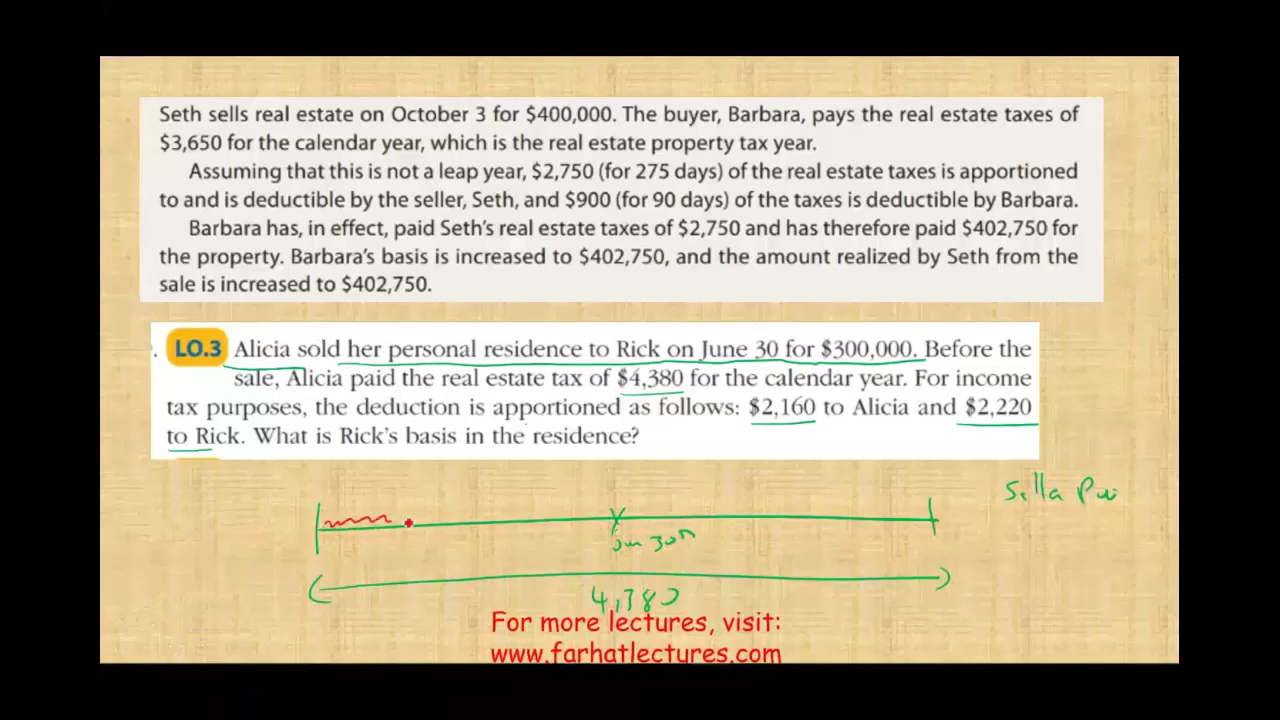 Seth sells real estate on October 3 for $400,000. The buyer, Barbara, pays the real estate taxes of
$3,650 for the calendar year, which is the real estate property tax year.
Assuming that this is not a leap year, $2,750 (for 275 days) of the real estate taxes is apportioned
to and is deductible by the seller, Seth, and $900 (for 90 days) of the taxes is deductible by Barbara.
Barbara has, in effect, paid Seth's real estate taxes of $2,750 and has therefore paid $402,750 for
the property. Barbara's basis is increased to $402,750, and the amount realized by Seth from the
sale is increased to $402,750.
. LO.3 Alicia sold her personal residence to Rick on June 30 for $300,000. Before the
sale, Alicia paid the real estate tax of $4,380 for the calendar year. For income
tax purposes, the deduction is apportioned as follows: $2,160 to Alicia and $2,220
to Rick. What is Rick's basis in the residence?
4,380
For more lectures, visit:
www.farhatlectures.com